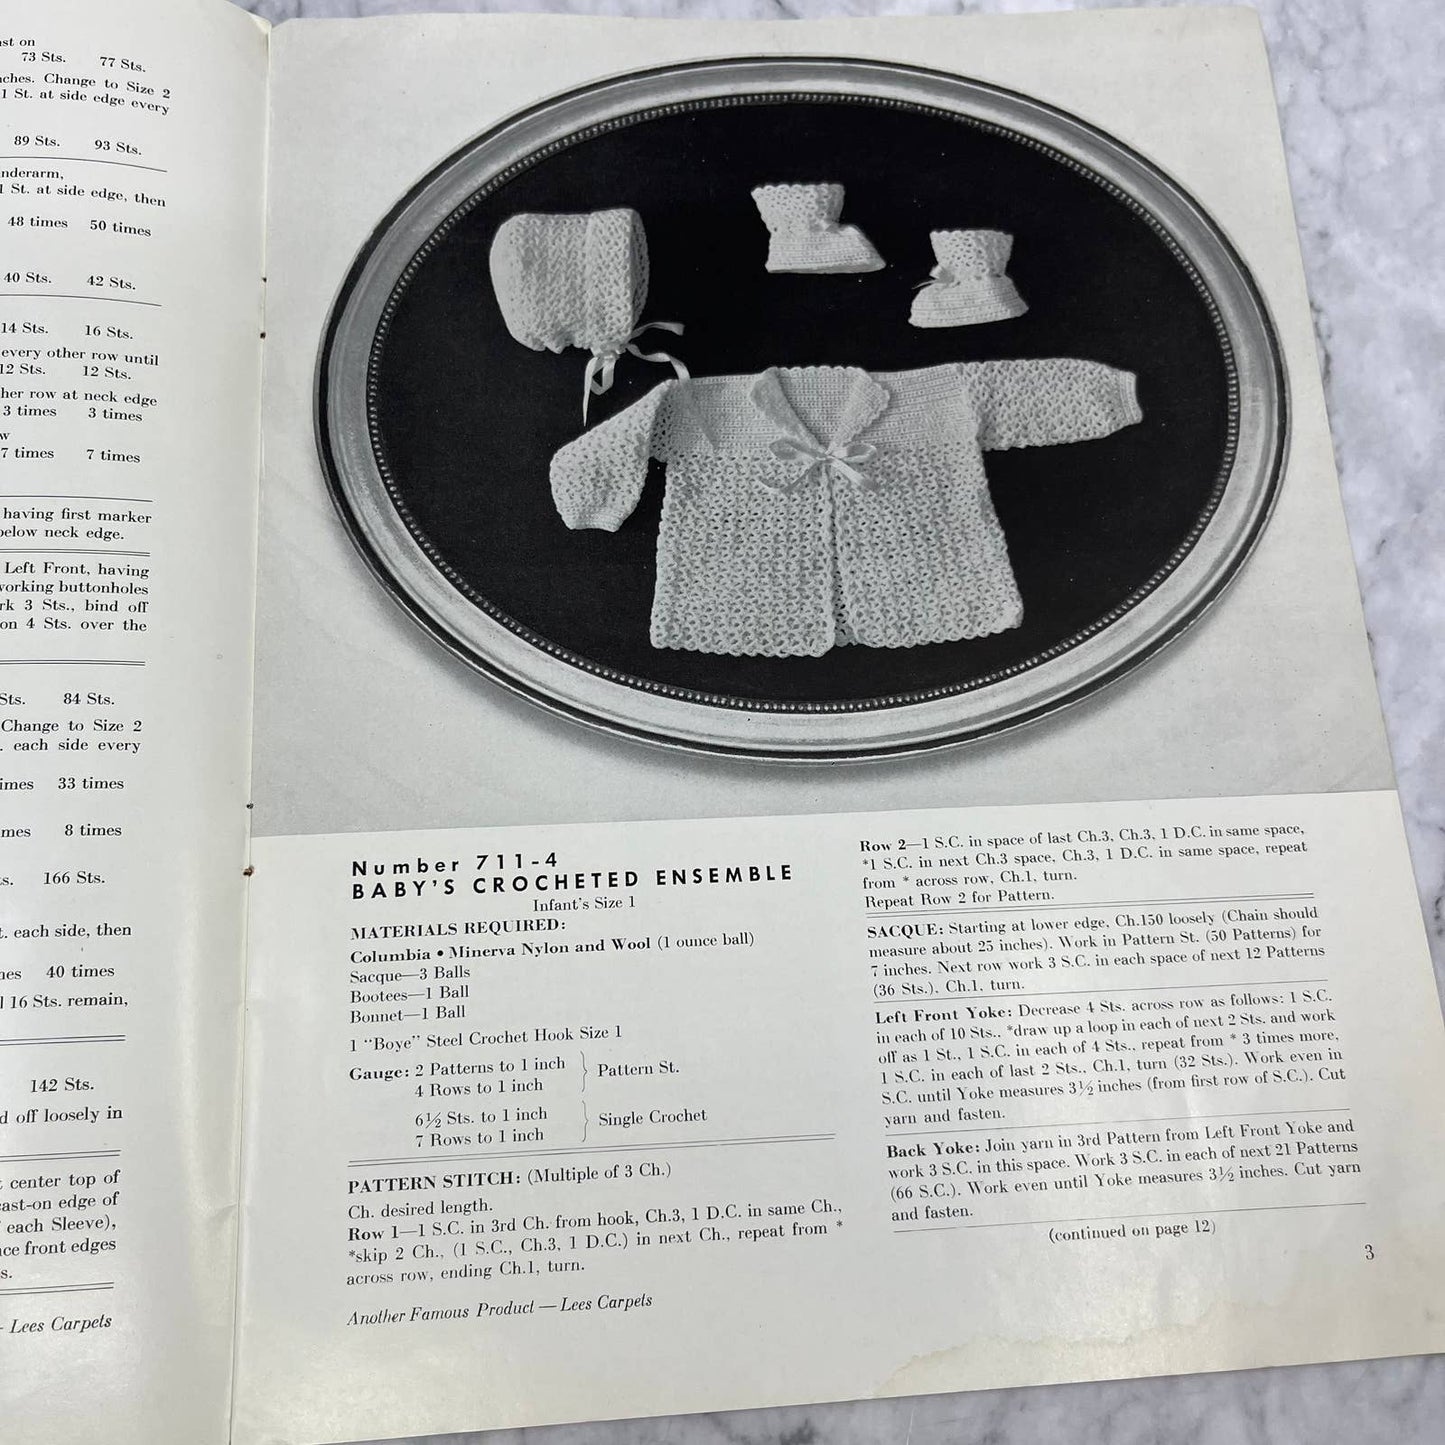 ast on
73 Sts. 77 Sts.
ches. Change to Size 2
1 St. at side edge every
89 Sts. 93 Sts.
nderarm,
1 St. at side edge, then
48 times 50 times
40 Sts. 42 Sts.
14 Sts. 16 Sts.
every other row until
12 Sts. 12 Sts.
her row at neck edge
3 times 3 times
w
7 times 7 times
having first marker
below neck edge.
Left Front, having
working buttonholes
rk 3 Sts., bind off
on 4 Sts. over the
Sts. 84 Sts.
Change to Size 2
. each side every
imes 33 times
mes 8 times
s. 166 Sts.
t. each side, then
nes 40 times
l 16 Sts. remain,
142 Sts.
d off loosely in
t center top of
cast-on edge of
f each Sleeve),
ace front edges
s.
- Lees Carpets
Number 711-4
BABY'S CROCHETED ENSEMBLE
Infant's Size 1
MATERIALS REQUIRED:
Columbia • Minerva Nylon and Wool (1 ounce ball)
Sacque—3 Balls
Bootees—1 Ball
Bonnet—1 Ball
1 "Boye" Steel Crochet Hook Size 1
Gauge: 2 Patterns to 1 inch
4 Rows to 1 inch
Pattern St.
6½ Sts. to 1 inch
7 Rows to 1 inch
Single Crochet
PATTERN STITCH: (Multiple of 3 Ch.)
Ch. desired length.
Row 1—1 S.C. in 3rd Ch. from hook, Ch.3, 1 D.C. in same Ch.,
*skip 2 Ch., (1 S.C., Ch.3, 1 D.C.) in next Ch., repeat from *
across row, ending Ch.1, turn.
Another Famous Product — Lees Carpets
Row 2—1 S.C. in space of last Ch.3, Ch.3, 1 D.C. in same space,
*1 S.C. in next Ch.3 space, Ch.3, 1 D.C. in same space, repeat
from * across row, Ch.1, turn.
Repeat Row 2 for Pattern.
SACQUE: Starting at lower edge, Ch.150 loosely (Chain should
measure about 25 inches). Work in Pattern St. (50 Patterns) for
7 inches. Next row work 3 S.C. in each space of next 12 Patterns
(36 Sts.), Ch.1, turn.
Left Front Yoke: Decrease 4 Sts. across row as follows: 1 S.C.
in each of 10 Sts., *draw up a loop in each of next 2 Sts. and work
off as 1 St., 1 S.C. in each of 4 Sts., repeat from * 3 times more,
1 S.C. in each of last 2 Sts., Ch.1, turn (32 Sts.). Work even in
S.C. until Yoke measures 3½ inches (from first row of S.C.). Cut
yarn and fasten.
Back Yoke: Join yarn in 3rd Pattern from Left Front Yoke and
work 3 S.C. in this space. Work 3 S.C. in each of next 21 Patterns
(66 S.C.). Work even until Yoke measures 3½ inches. Cut yarn
and fasten.
(continued on page 12)
3